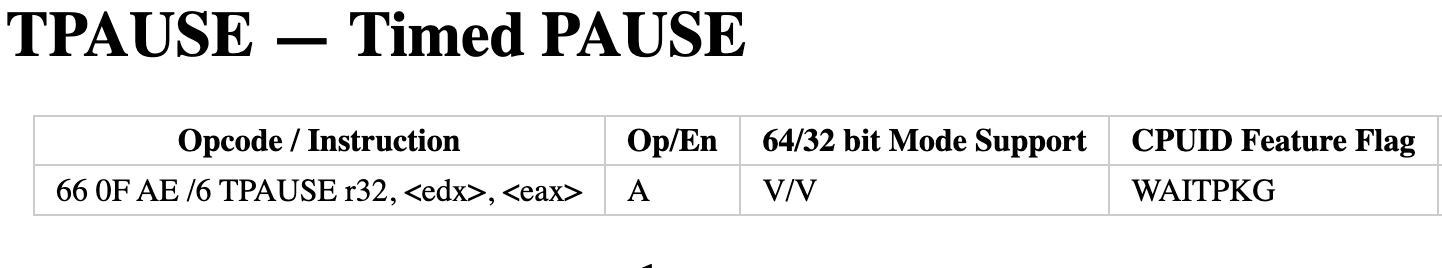 TPAUSE — Timed PAUSE
Opcode / Instruction Op/En 64/32 bit Mode Support CPUID Feature Flag
66 0F AE /6 TPAUSE r32, <edx>, <eax> A V/V WAITPKG